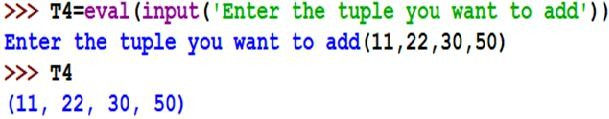 >>> T4=eval(input('Enter the tuple you want to add'))
Enter the tuple you want to add(11,22,30,50)
>>> T4
(11, 22, 30, 50)